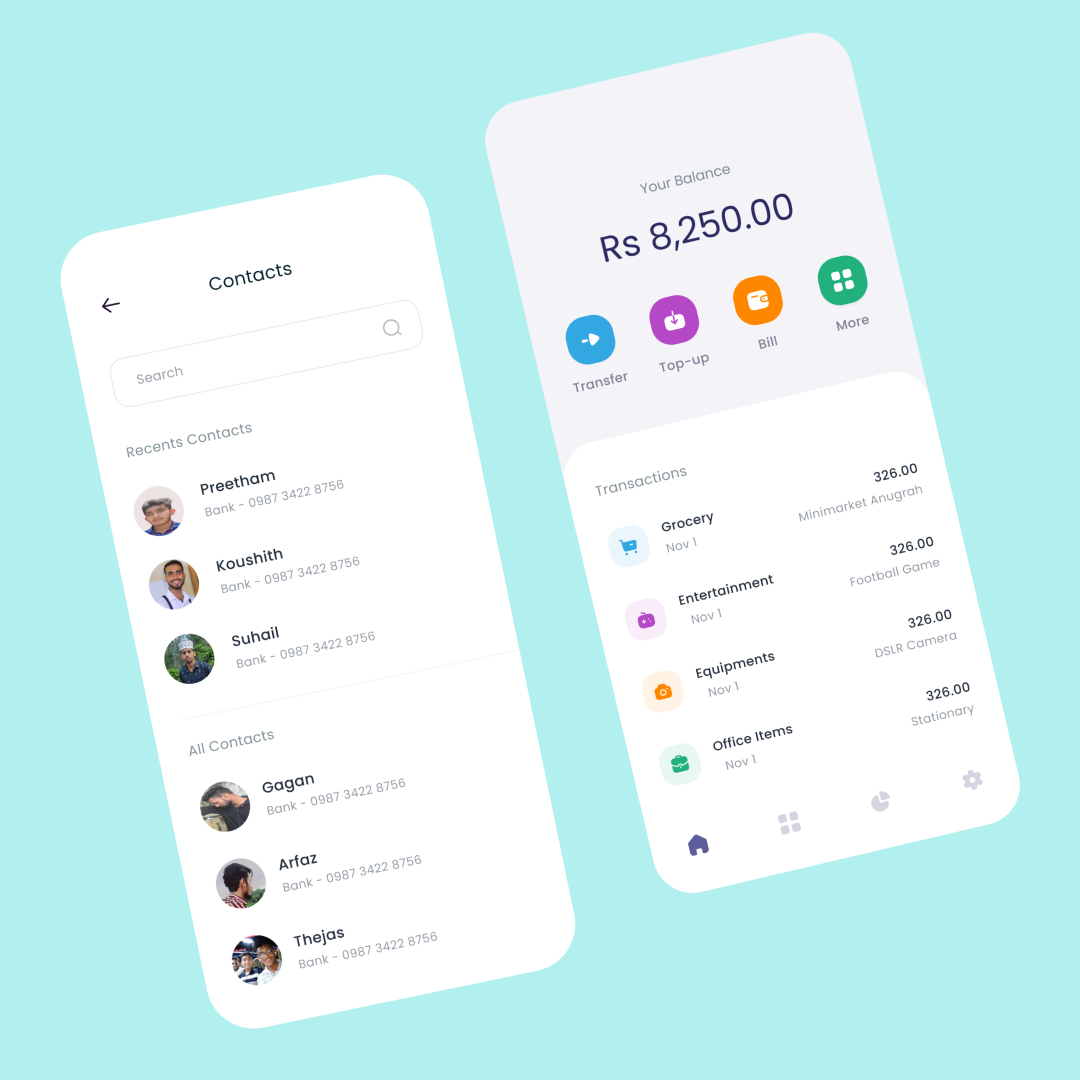 Contacts
Search
Recents Contacts
Preetham
Bank - 0987 3422 8756
Koushith
Bank - 0987 3422 8756
Suhail
Bank - 0987 3422 8756
All Contacts
Gagan
Bank - 0987 3422 8756
Arfaz
Bank - 0987 3422 8756
Thejas
Bank - 0987 3422 8756
Your Balance
Rs 8,250.00
Transfer Top-up Bill More
Transactions
Grocery 326.00
Nov 1 Minimarket Anugrah
Entertainment 326.00
Nov 1 Football Game
Equipments 326.00
Nov 1 DSLR Camera
Office Items 326.00
Nov 1 Stationary